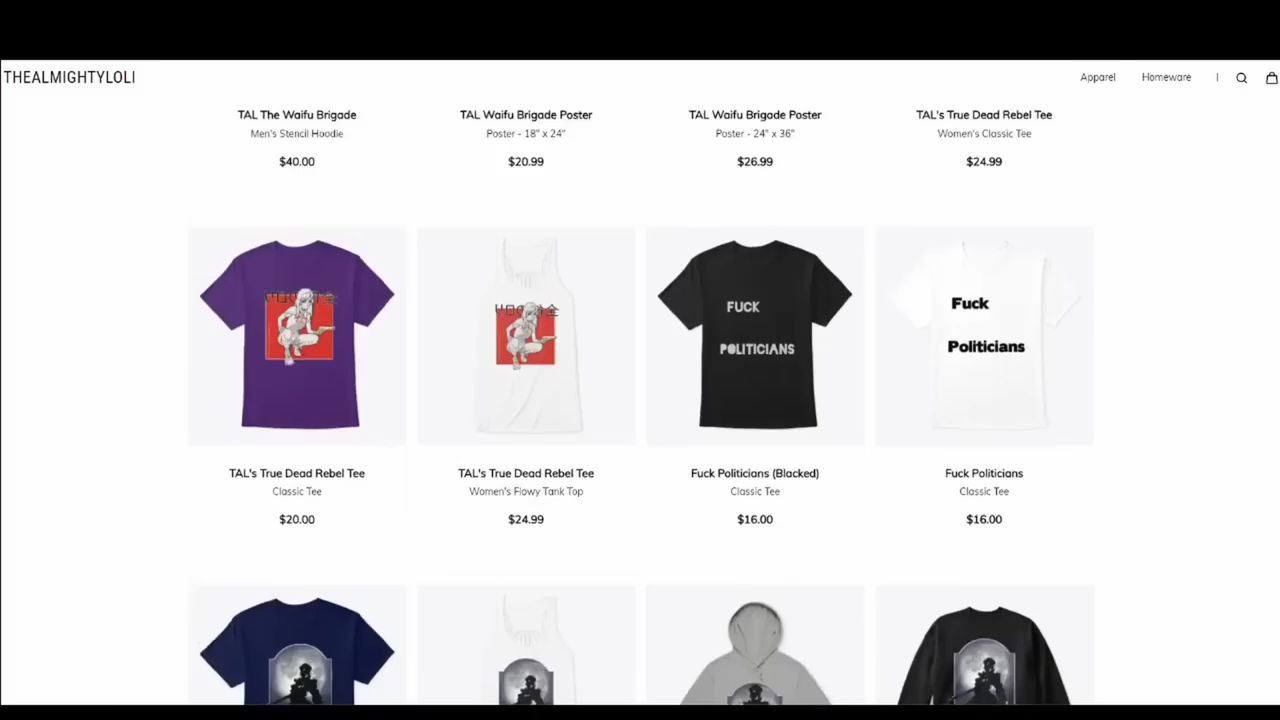 THEALMIGHTYLOLI
Apparel
Homeware
TAL The Waifu Brigade
Men's Stencil Hoodie
$40.00
TAL Waifu Brigade Poster
Poster - 18" x 24"
$20.99
TAL Waifu Brigade Poster
Poster - 24" x 36"
$26.99
TAL's True Dead Rebel Tee
Women's Classic Tee
$24.99
FUCK
POLITICIANS
Fuck
Politicians
TAL's True Dead Rebel Tee
Classic Tee
$20.00
TAL's True Dead Rebel Tee
Women's Flowy Tank Top
$24.99
Fuck Politicians (Blacked)
Classic Tee
$16.00
Fuck Politicians
Classic Tee
$16.00